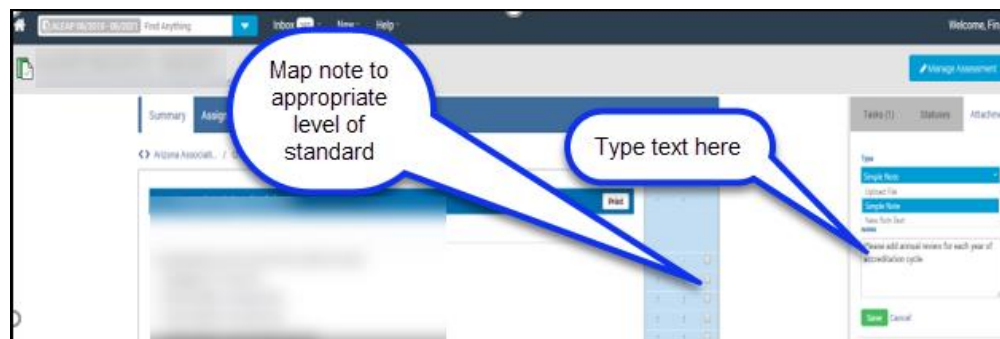 Find Anything
Inbox
New
Help
Welcome, Fin
Manage Assessment
Map note to
appropriate
level of
standard
Type text here
Summary
Assig
Tasks (1)
Statuses
Attachme
Arizona Associati.. /
Print
Type
Simple Note
Upload File
Simple Note
New Rich Text
Please add annual review for each year of
accreditation cycle
Save
Cancel